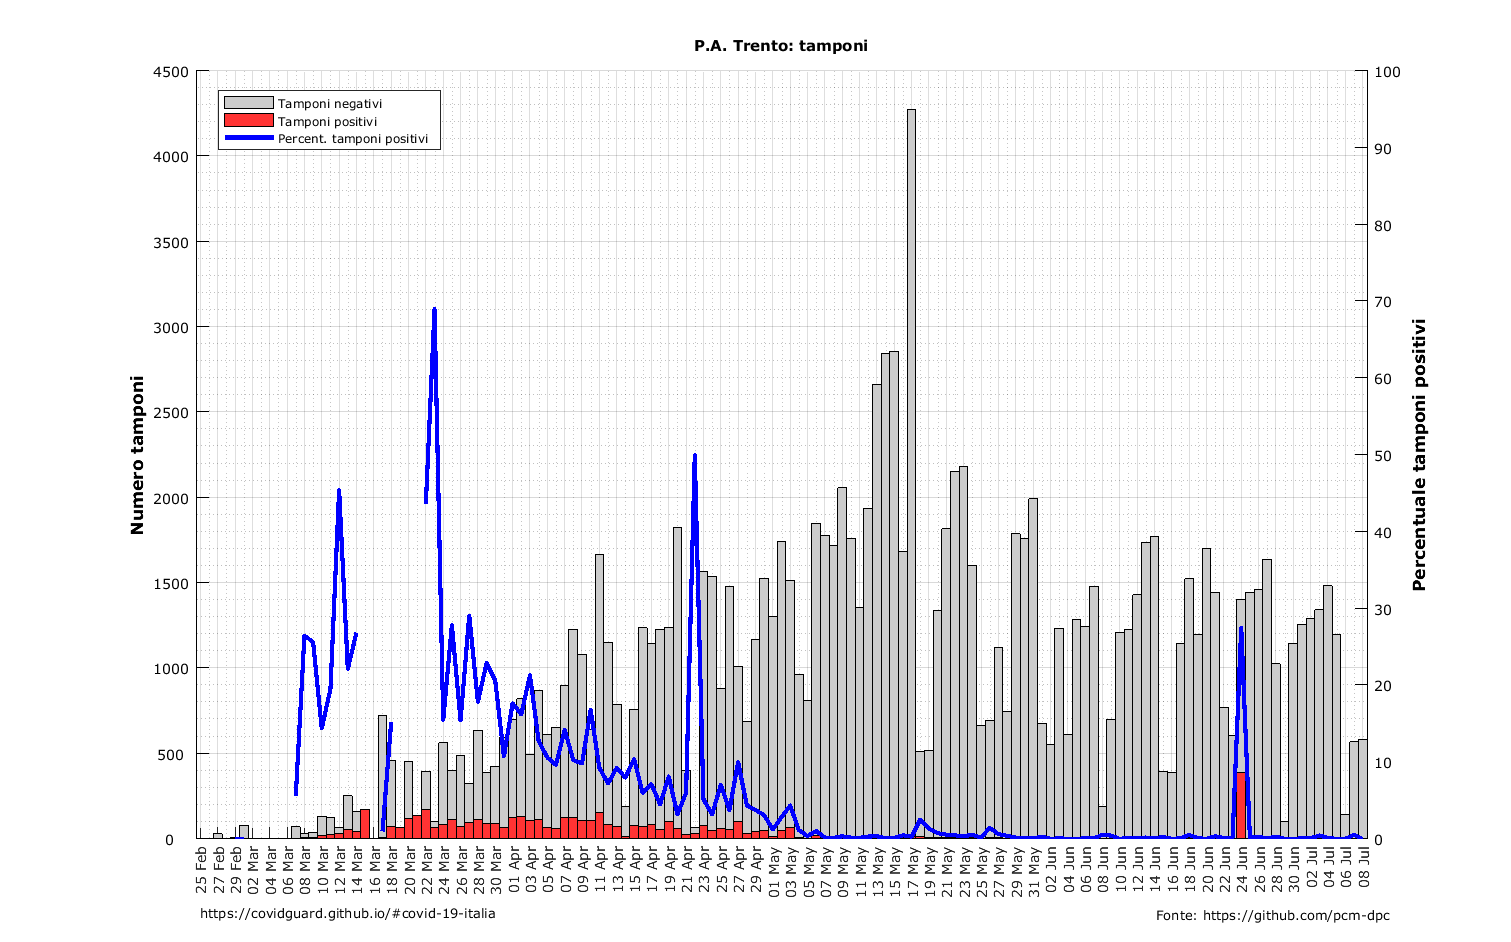 P.A. Trento: tamponi
Tamponi negativi
Tamponi positivi
Percent. tamponi positivi
Numero tamponi
4500
4000
3500
3000
2500
2000
1500
1000
500
0
Percentuale tamponi positivi
100
90
80
70
60
50
40
30
20
10
0
25 Feb
27 Feb
29 Feb
02 Mar
04 Mar
06 Mar
08 Mar
10 Mar
12 Mar
14 Mar
16 Mar
18 Mar
20 Mar
22 Mar
24 Mar
26 Mar
28 Mar
30 Mar
01 Apr
03 Apr
05 Apr
07 Apr
09 Apr
11 Apr
13 Apr
15 Apr
17 Apr
19 Apr
21 Apr
23 Apr
25 Apr
27 Apr
29 Apr
01 May
03 May
05 May
07 May
09 May
11 May
13 May
15 May
17 May
19 May
21 May
23 May
25 May
27 May
29 May
31 May
02 Jun
04 Jun
06 Jun
08 Jun
10 Jun
12 Jun
14 Jun
16 Jun
18 Jun
20 Jun
22 Jun
24 Jun
26 Jun
28 Jun
30 Jun
02 Jul
04 Jul
06 Jul
08 Jul
https://covidguard.github.io/#covid-19-italia
Fonte: https://github.com/pcm-dpc